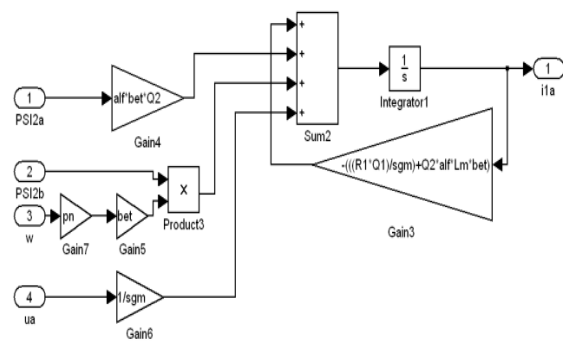 1
PSI2a
alf*bet*Q2
Gain4
2
PSI2b
3
w
pn
Gain7
bet
Gain5
X
Product3
4
ua
1/sgm
Gain6
+
+
+
+
Sum2
1
s
Integrator1
1
i1a
-(((R1*Q1)/sgm)+Q2*alf*Lm*bet)
Gain3